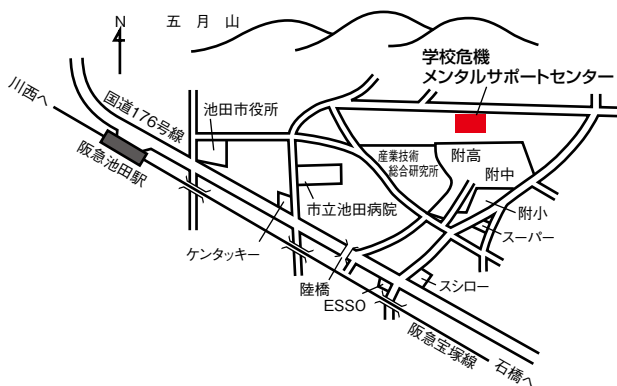 N
五月山
学校危機
メンタルサポートセンター
川西へ
国道176号線
池田市役所
阪急池田駅
産業技術
総合研究所
附高
附中
附小
市立池田病院
スーパー
ケンタッキー
陸橋
スシロー
ESSO
阪急宝塚線
石橋へ